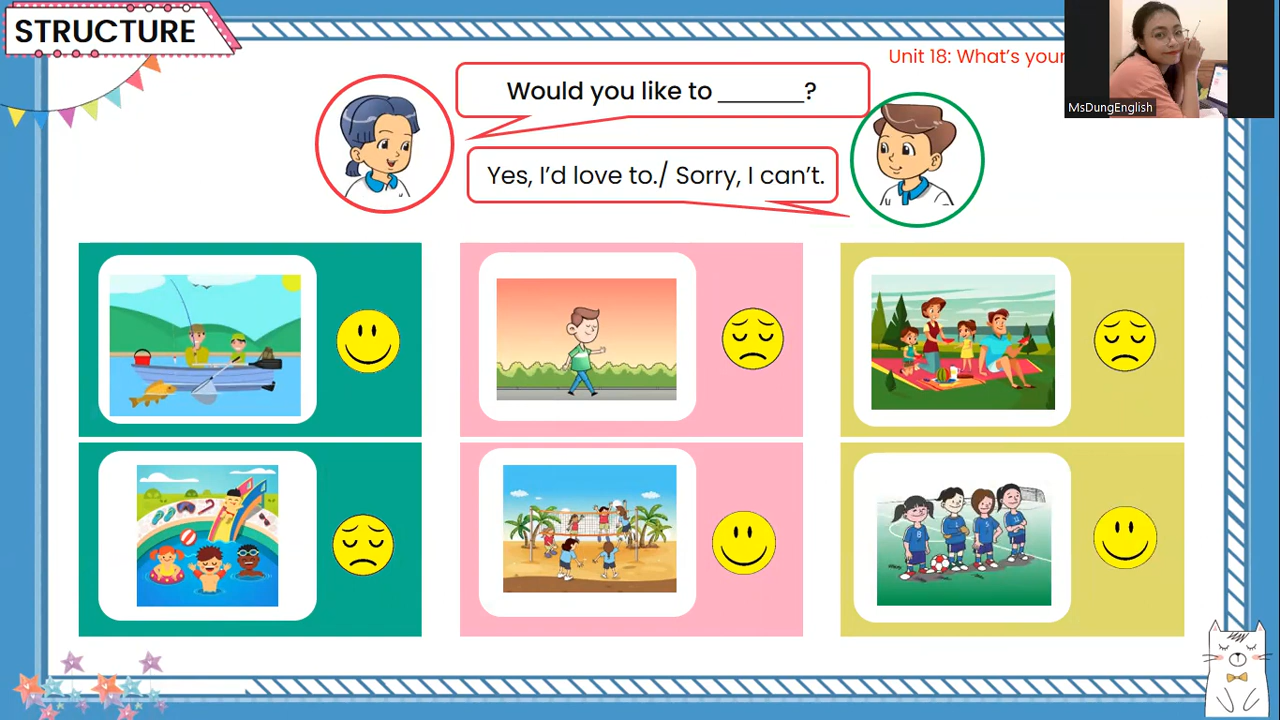 STRUCTURE
Unit 18: What's your
MsDungEnglish
Would you like to _______?
Yes, I'd love to./ Sorry, I can't.